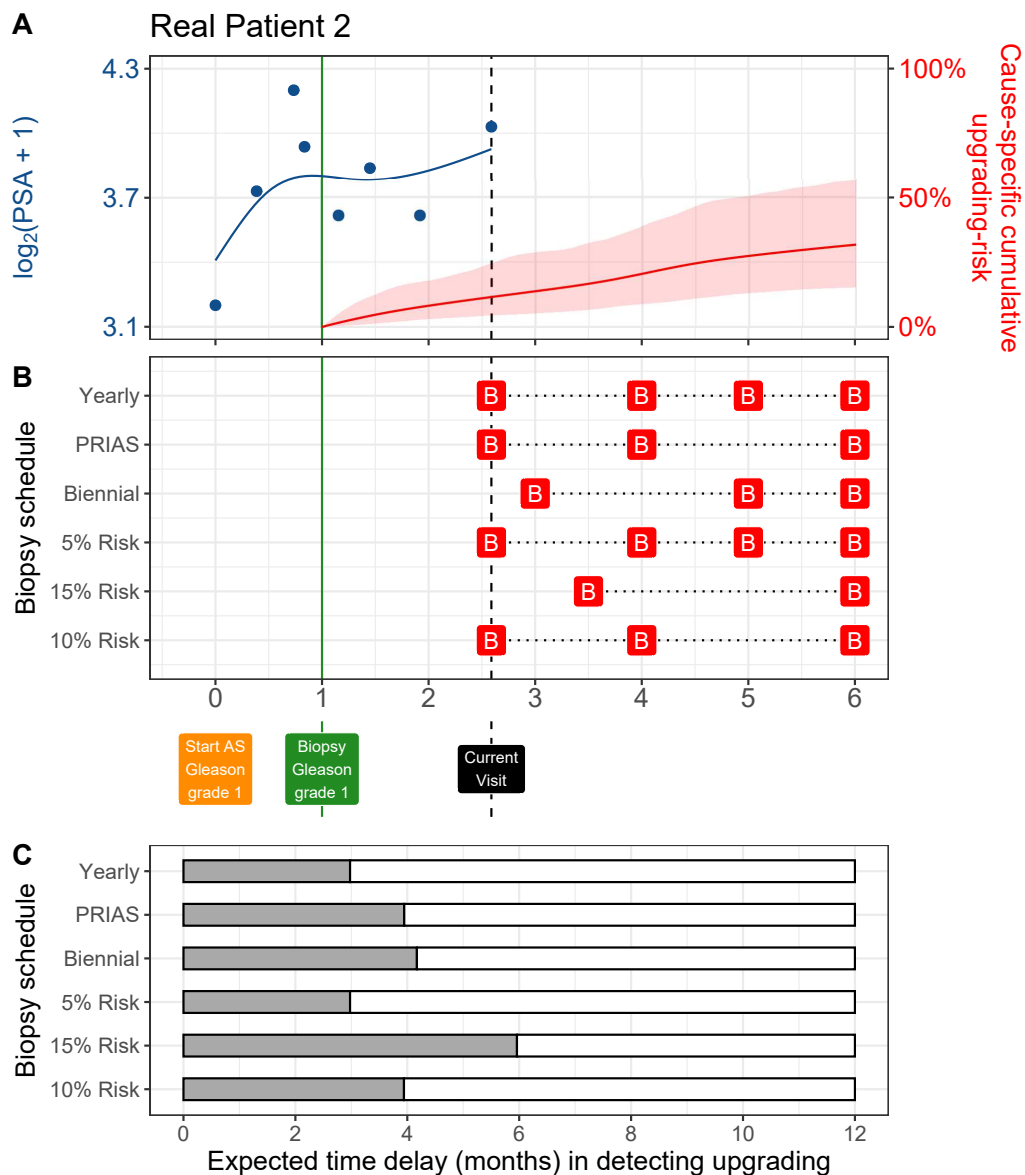 A
Real Patient 2
4.3
3.7
3.1
log₂(PSA + 1)
100%
50%
0%
Cause-specific cumulative
upgrading-risk
B
Biopsy schedule
Yearly
B B B B
PRIAS
B B B
Biennial
B B B
5% Risk
B B B B
15% Risk
B B
10% Risk
B B B
0 1 2 3 4 5 6
Start AS
Gleason
grade 1
Biopsy
Gleason
grade 1
Current
Visit
C
Biopsy schedule
Yearly
PRIAS
Biennial
5% Risk
15% Risk
10% Risk
0 2 4 6 8 10 12
Expected time delay (months) in detecting upgrading